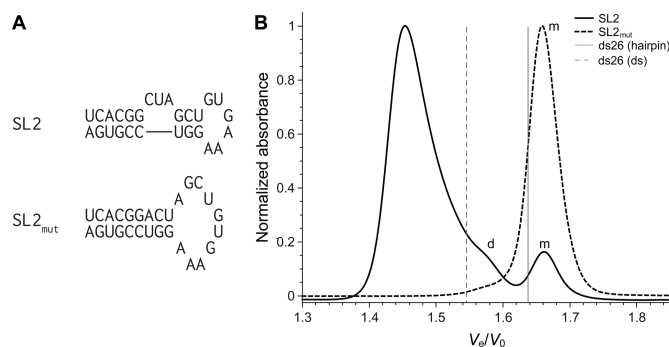 A
B
SL2
CUA GU
UCACGG GCU G
AGUGCC UGG A
AA
SL2mut
GC
A U
UCACGGACU G
AGUGCCUGG U
A G
AA
Normalized absorbance
1
0.8
0.6
0.4
0.2
0
1.3 1.4 1.5 1.6 1.7 1.8
Ve/V0
d
m
m
SL2
SL2mut
ds26 (hairpin)
ds26 (ds)